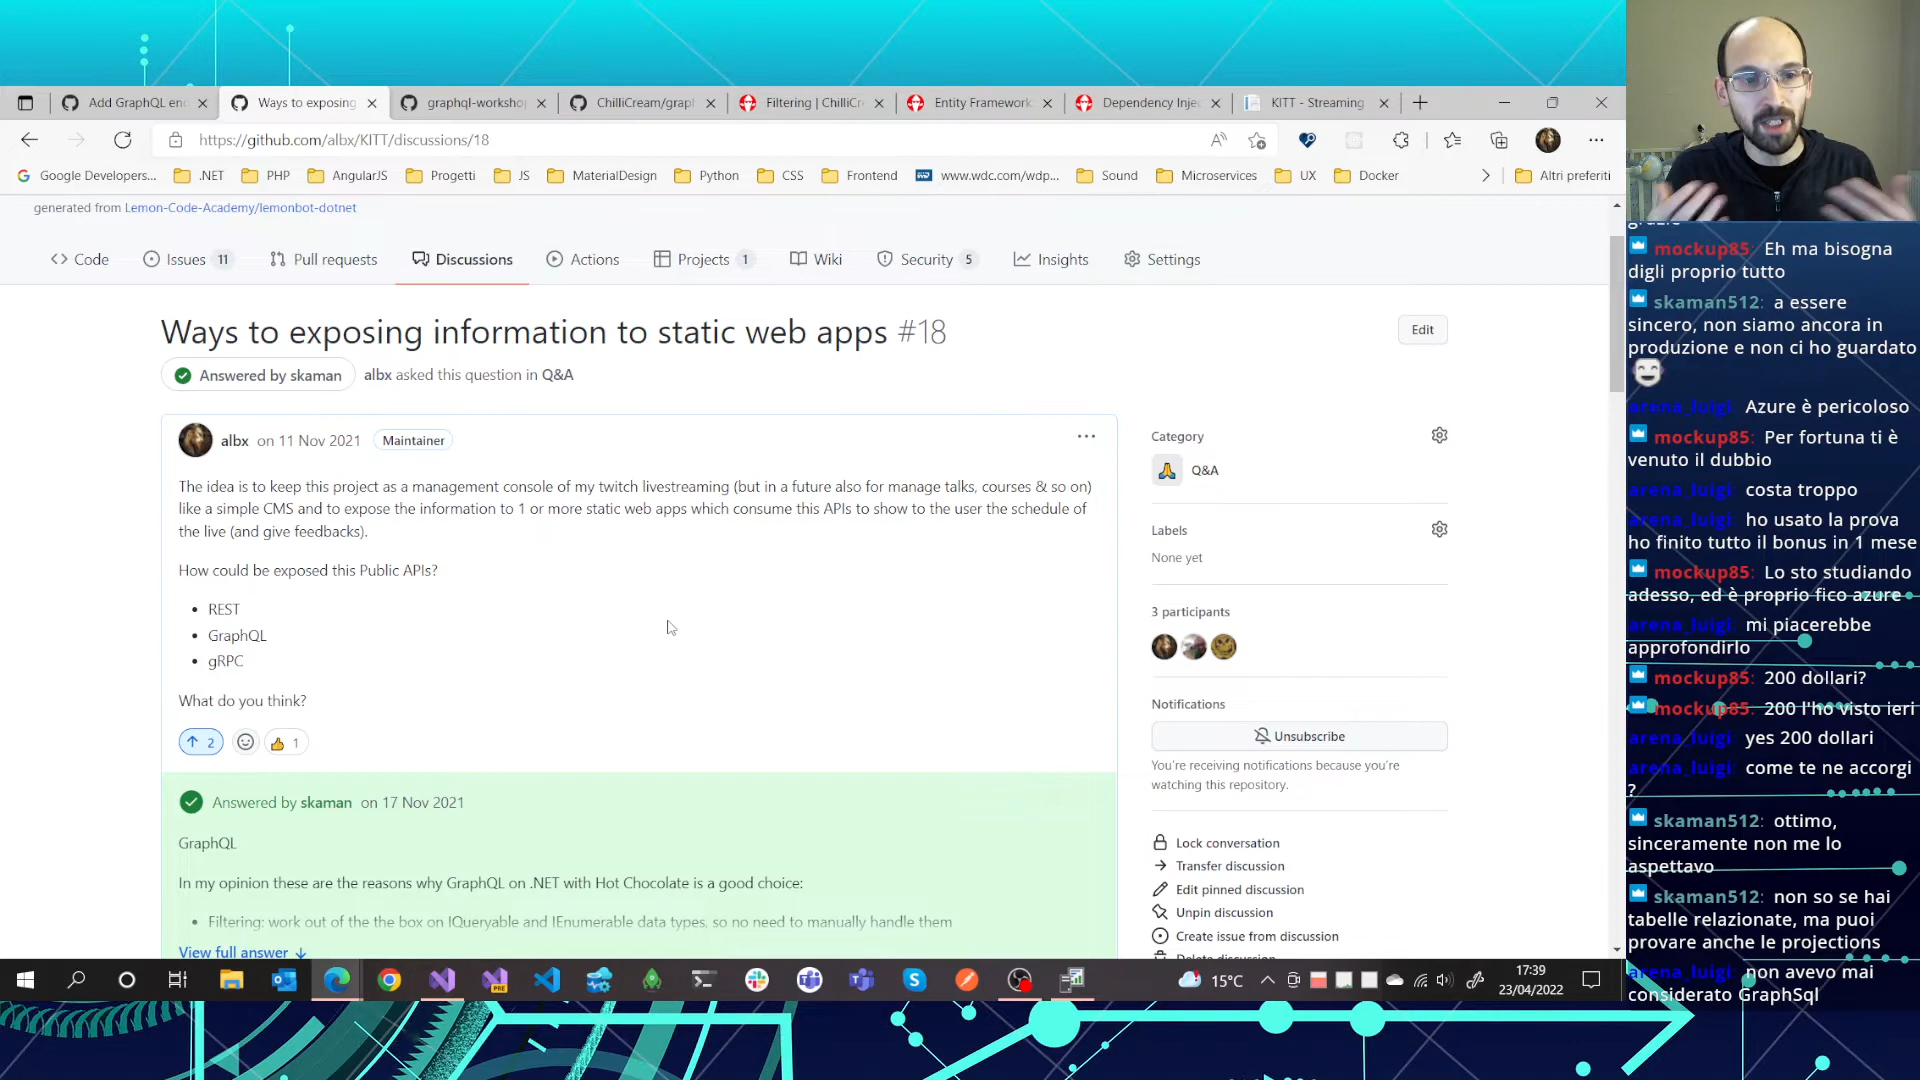 Add GraphQL en
Ways to exposing
graphql-worksho
ChilliCream/grap
Filtering | ChilliCr
Entity Framework
Dependency Injec
KITT - Streaming
https://github.com/albx/KITT/discussions/18
Google Developers...
.NET
PHP
AngularJS
Progetti
JS
MaterialDesign
Python
CSS
Frontend
www.wdc.com/wdp...
Sound
Microservices
UX
Docker
Altri preferiti
generated from Lemon-Code-Academy/lemonbot-dotnet
Code
Issues 11
Pull requests
Discussions
Actions
Projects 1
Wiki
Security 5
Insights
Settings
Ways to exposing information to static web apps #18
Edit
Answered by skaman
albx asked this question in Q&A
albx on 11 Nov 2021 Maintainer
The idea is to keep this project as a management console of my twitch livestreaming (but in a future also for manage talks, courses & so on)
like a simple CMS and to expose the information to 1 or more static web apps which consume this APIs to show to the user the schedule of
the live (and give feedbacks).
How could be exposed this Public APIs?
• REST
• GraphQL
• gRPC
What do you think?
2
1
Answered by skaman on 17 Nov 2021
GraphQL
In my opinion these are the reasons why GraphQL on .NET with Hot Chocolate is a good choice:
• Filtering: work out of the the box on IQueryable and IEnumerable data types, so no need to manually handle them
View full answer ↓
Category
Q&A
Labels
None yet
3 participants
Notifications
Unsubscribe
You're receiving notifications because you're
watching this repository.
Lock conversation
Transfer discussion
Edit pinned discussion
Unpin discussion
Create issue from discussion
Delete discussion
PRE
15°C
17:39
23/04/2022
grazie
mockup85: Eh ma bisogna
digli proprio tutto
skaman512: a essere
sincero, non siamo ancora in
produzione e non ci ho guardato
arena_luigi: Azure è pericoloso
mockup85: Per fortuna ti è
venuto il dubbio
arena_luigi: costa troppo
arena_luigi: ho usato la prova
ho finito tutto il bonus in 1 mese
mockup85: Lo sto studiando
adesso, ed è proprio fico azure
arena_luigi: mi piacerebbe
approfondirlo
mockup85: 200 dollari?
mockup85: 200 l'ho visto ieri
arena_luigi: yes 200 dollari
arena_luigi: come te ne accorgi
?
skaman512: ottimo,
sinceramente non me lo
aspettavo
skaman512: non so se hai
tabelle relazionate, ma puoi
provare anche le projections
arena_luigi: non avevo mai
considerato GraphSql